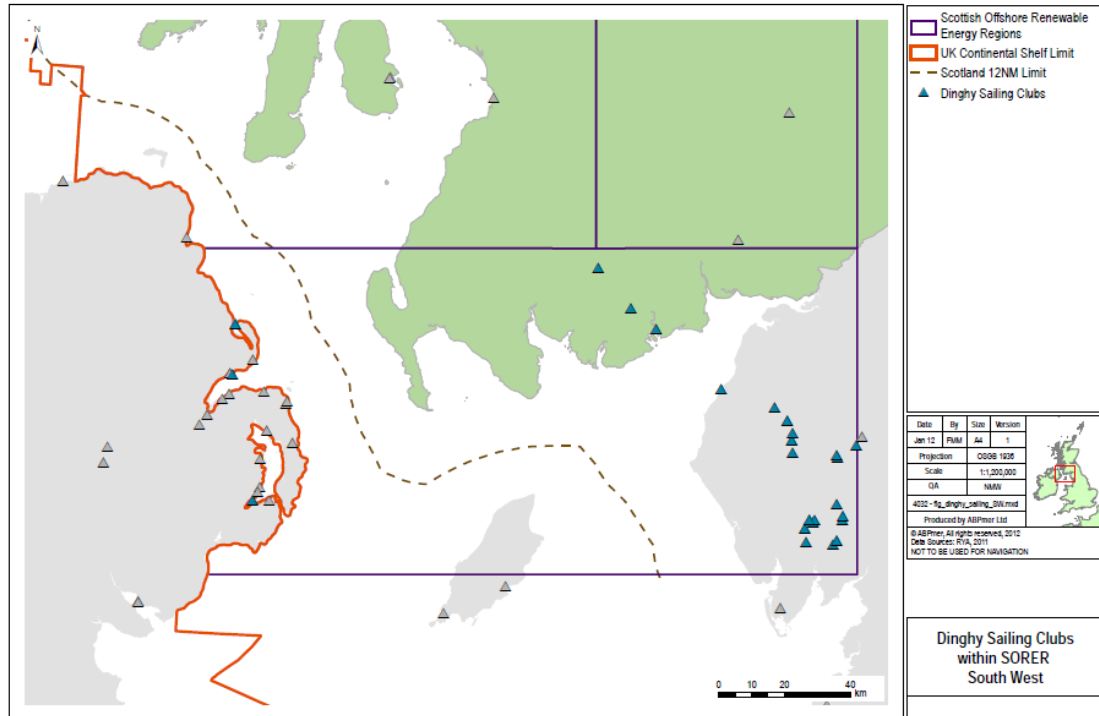 N
Scottish Offshore Renewable
Energy Regions
UK Continental Shelf Limit
Scotland 12NM Limit
Dinghy Sailing Clubs
Date By Size Version
Jan 12 FMM A4 1
Projection OSGB 1936
Scale 1:1,200,000
QA NMW
4032 - fig_dinghy_sailing_SW.mxd
Produced by ABPmer Ltd
© ABPmer, All rights reserved, 2012
Data Sources: RYA, 2011
NOT TO BE USED FOR NAVIGATION
0 10 20 40
km
Dinghy Sailing Clubs
within SORER
South West